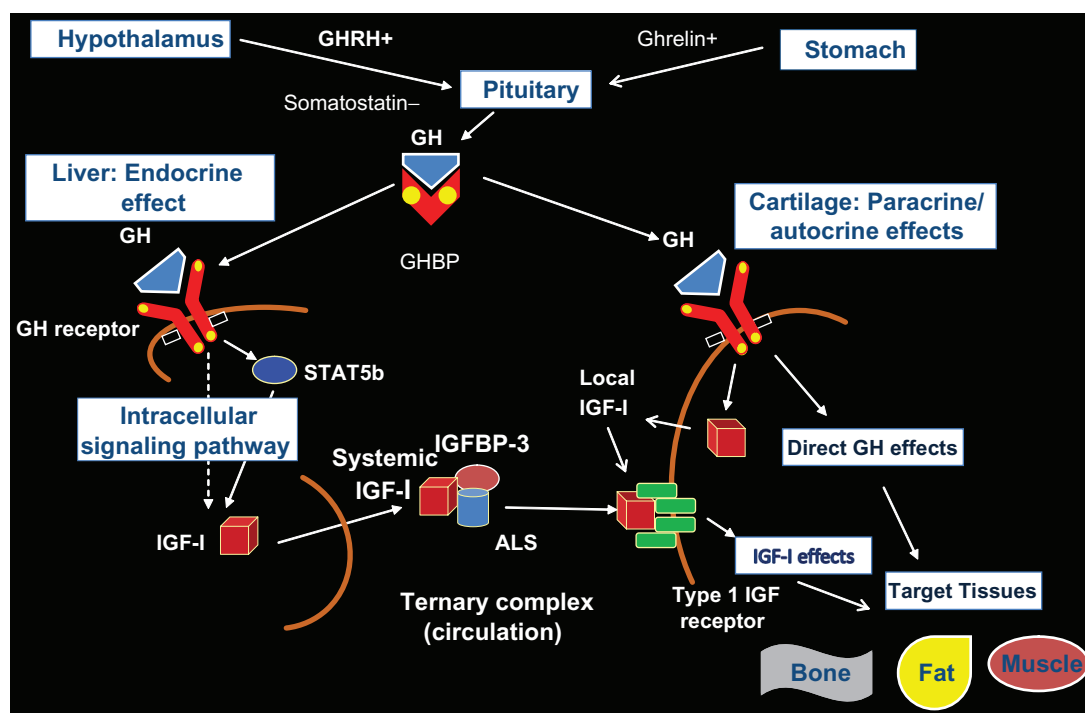 Hypothalamus
GHRH+
Ghrelin+
Stomach
Pituitary
Somatostatin–
GH
Liver: Endocrine
effect
GH
GHBP
GH
Cartilage: Paracrine/
autocrine effects
GH receptor
STAT5b
Intracellular
signaling pathway
Local
IGF-I
Direct GH effects
IGFBP-3
Systemic
IGF-I
IGF-I
ALS
IGF-I effects
Ternary complex
(circulation)
Type 1 IGF
receptor
Target Tissues
Bone
Fat
Muscle